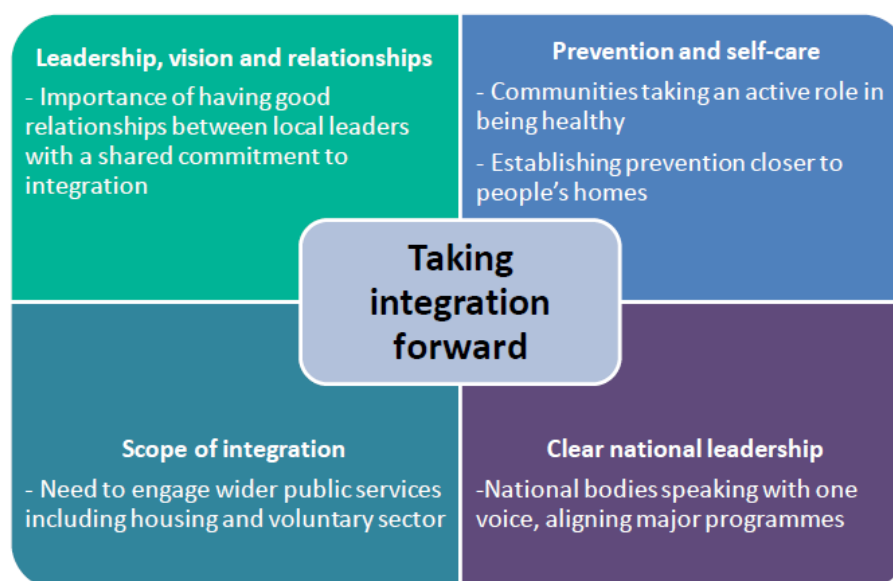 Leadership, vision and relationships
- Importance of having good
relationships between local leaders
with a shared commitment to
integration
Prevention and self-care
- Communities taking an active role in
being healthy
- Establishing prevention closer to
people’s homes
Taking
integration
forward
Scope of integration
- Need to engage wider public services
including housing and voluntary sector
Clear national leadership
-National bodies speaking with one
voice, aligning major programmes